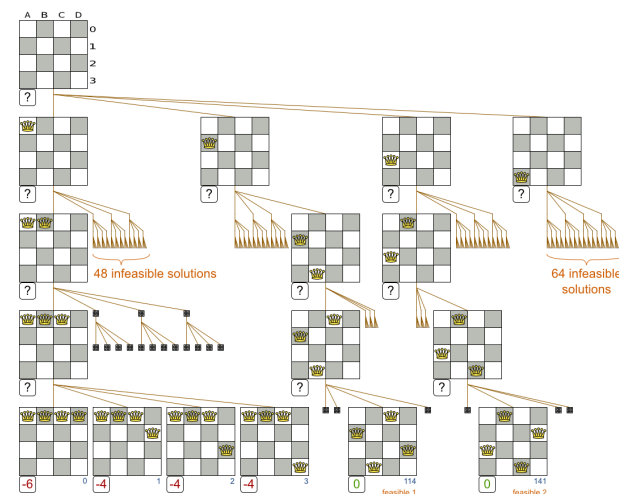 A B C D
0
1
2
3
?
? ? ? ?
48 infeasible solutions
64 infeasible
solutions
? ? ?
? ? ?
-6 0 -4 1 -4 2 -4 3 0 114 0 141
feasible 1 feasible 2